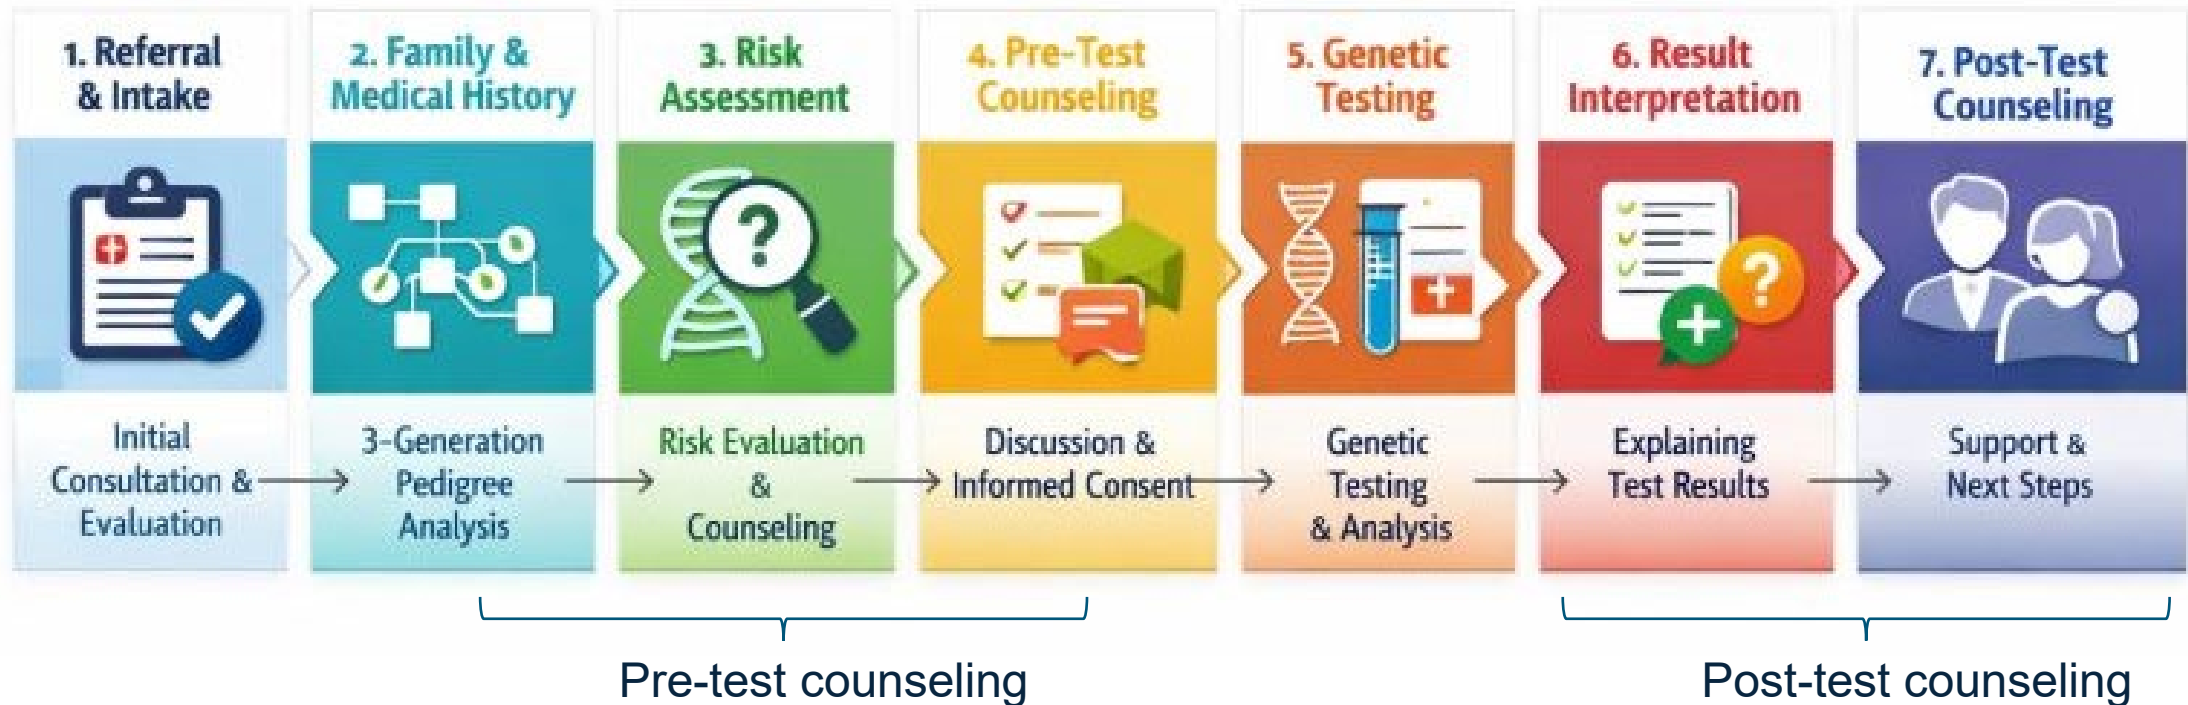 1. Referral
& Intake
2. Family &
Medical History
3. Risk
Assessment
4. Pre-Test
Counseling
5. Genetic
Testing
6. Result
Interpretation
7. Post-Test
Counseling
?
?
Initial
Consultation &
Evaluation
3-Generation
Pedigree
Analysis
Risk Evaluation
&
Counseling
Discussion &
Informed Consent
Genetic
Testing
& Analysis
Explaining
Test Results
Support &
Next Steps
Pre-test counseling
Post-test counseling